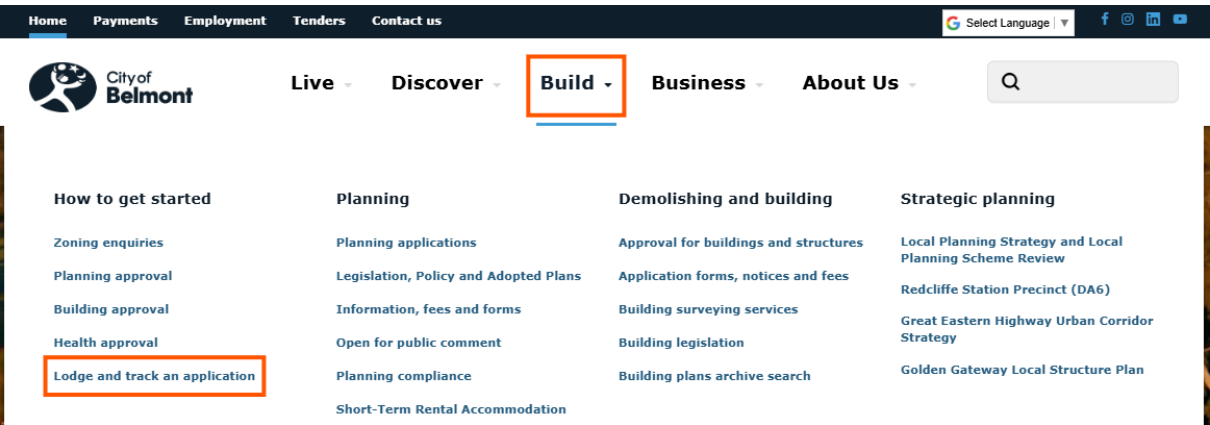 Home Payments Employment Tenders Contact us
Select Language
City of
Belmont
Live Discover Build Business About Us
How to get started
Zoning enquiries
Planning approval
Building approval
Health approval
Lodge and track an application
Planning
Planning applications
Legislation, Policy and Adopted Plans
Information, fees and forms
Open for public comment
Planning compliance
Short-Term Rental Accommodation
Demolishing and building
Approval for buildings and structures
Application forms, notices and fees
Building surveying services
Building legislation
Building plans archive search
Strategic planning
Local Planning Strategy and Local
Planning Scheme Review
Redcliffe Station Precinct (DA6)
Great Eastern Highway Urban Corridor
Strategy
Golden Gateway Local Structure Plan